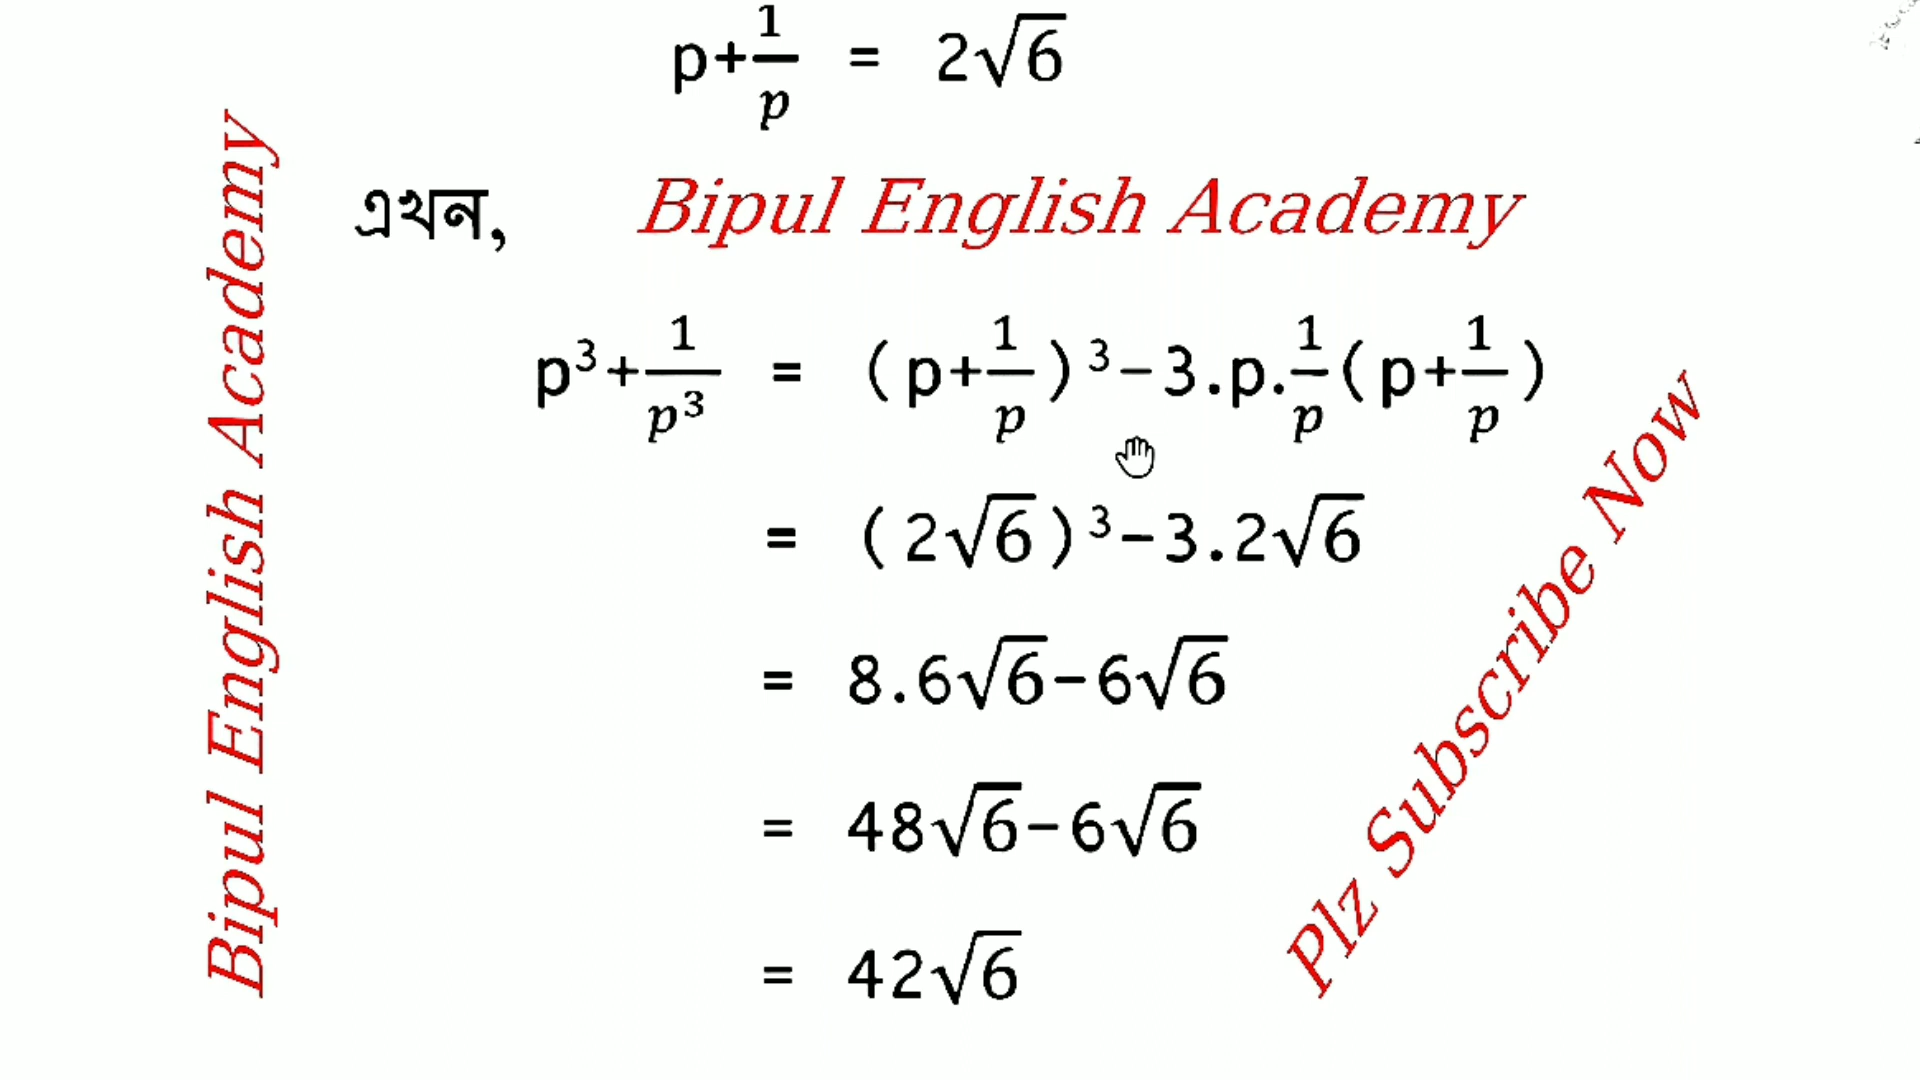 p+1/p = 2√6
এখন,
Bipul English Academy
p³+1/p³ = (p+1/p)³-3.p.1/p(p+1/p)
= (2√6)³-3.2√6
= 8.6√6-6√6
= 48√6-6√6
= 42√6
Bipul English Academy
Plz Subscribe Now